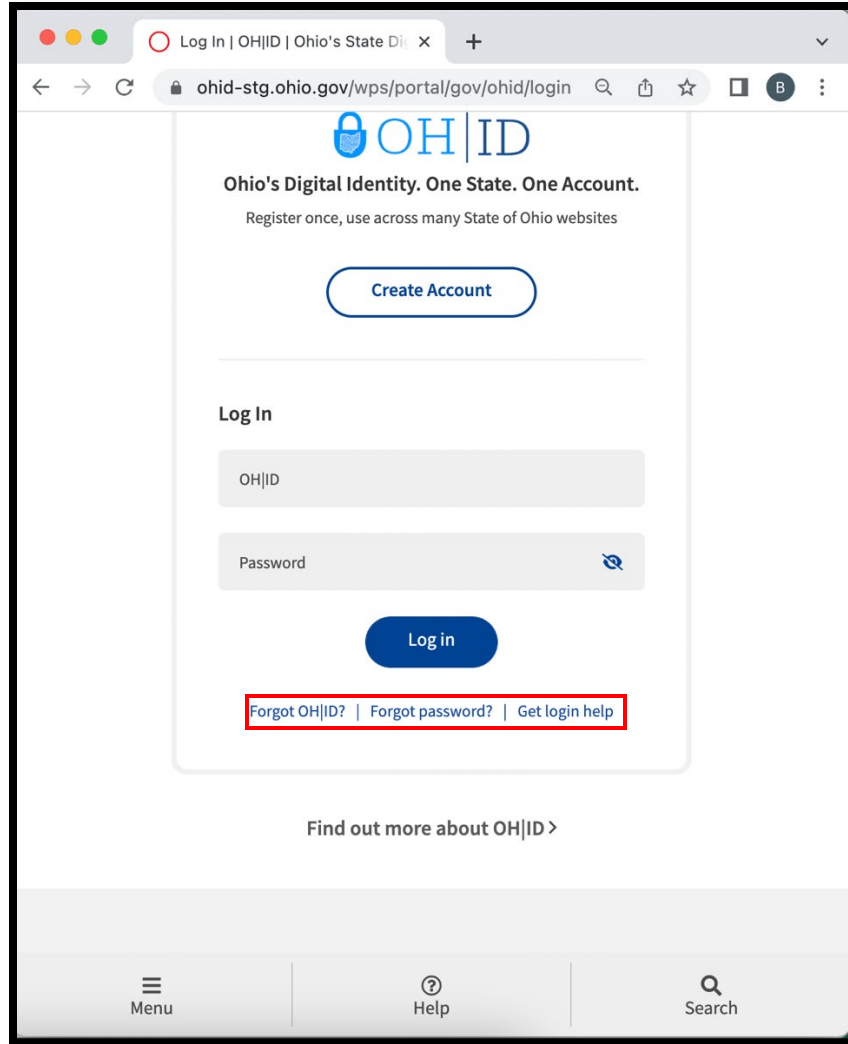 Log In | OH|ID | Ohio's State Di
ohid-stg.ohio.gov/wps/portal/gov/ohid/login
B
OH|ID
Ohio's Digital Identity. One State. One Account.
Register once, use across many State of Ohio websites
Create Account
Log In
OH|ID
Password
Log in
Forgot OH|ID? | Forgot password? | Get login help
Find out more about OH|ID >
Menu
Help
Search